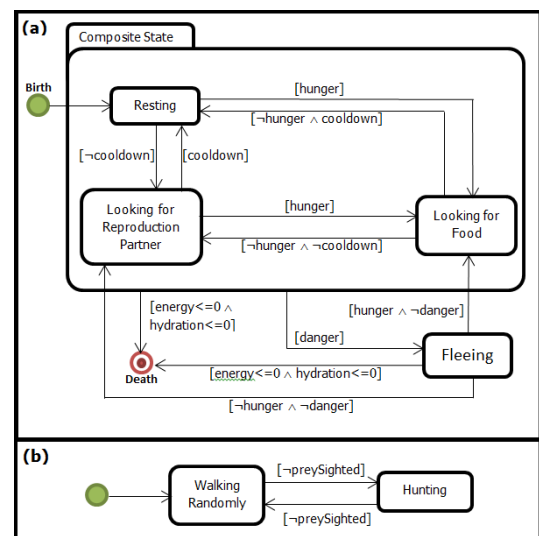 (a)
Composite State
Birth
Resting
[hunger]
[¬hunger ∧ cooldown]
[¬cooldown]
[cooldown]
Looking for
Reproduction
Partner
[hunger]
[¬hunger ∧ ¬cooldown]
Looking for
Food
[energy<=0 ∧
hydration<=0]
[hunger ∧ ¬danger]
[danger]
Fleeing
Death
[energy<=0 ∧ hydration<=0]
[¬hunger ∧ ¬danger]
(b)
Walking
Randomly
[¬preySighted]
Hunting
[¬preySighted]